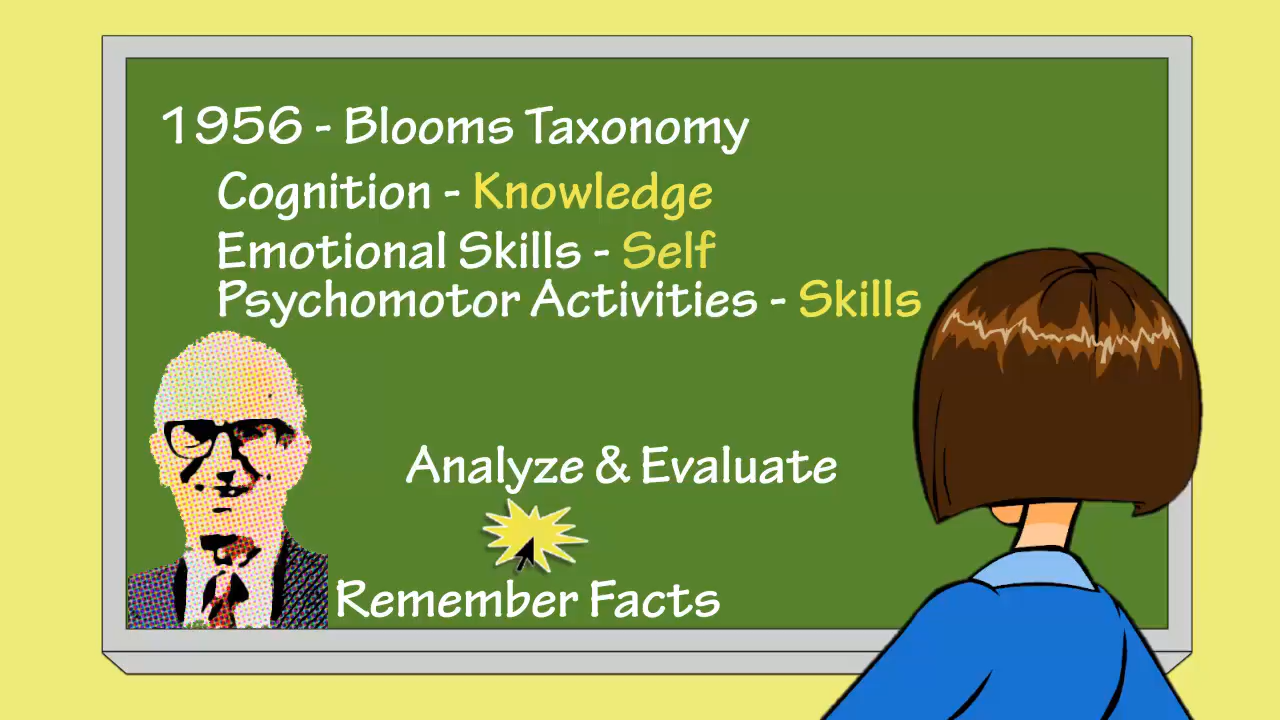 1956 - Blooms Taxonomy
Cognition - Knowledge
Emotional Skills - Self
Psychomotor Activities - Skills
Analyze & Evaluate
Remember Facts